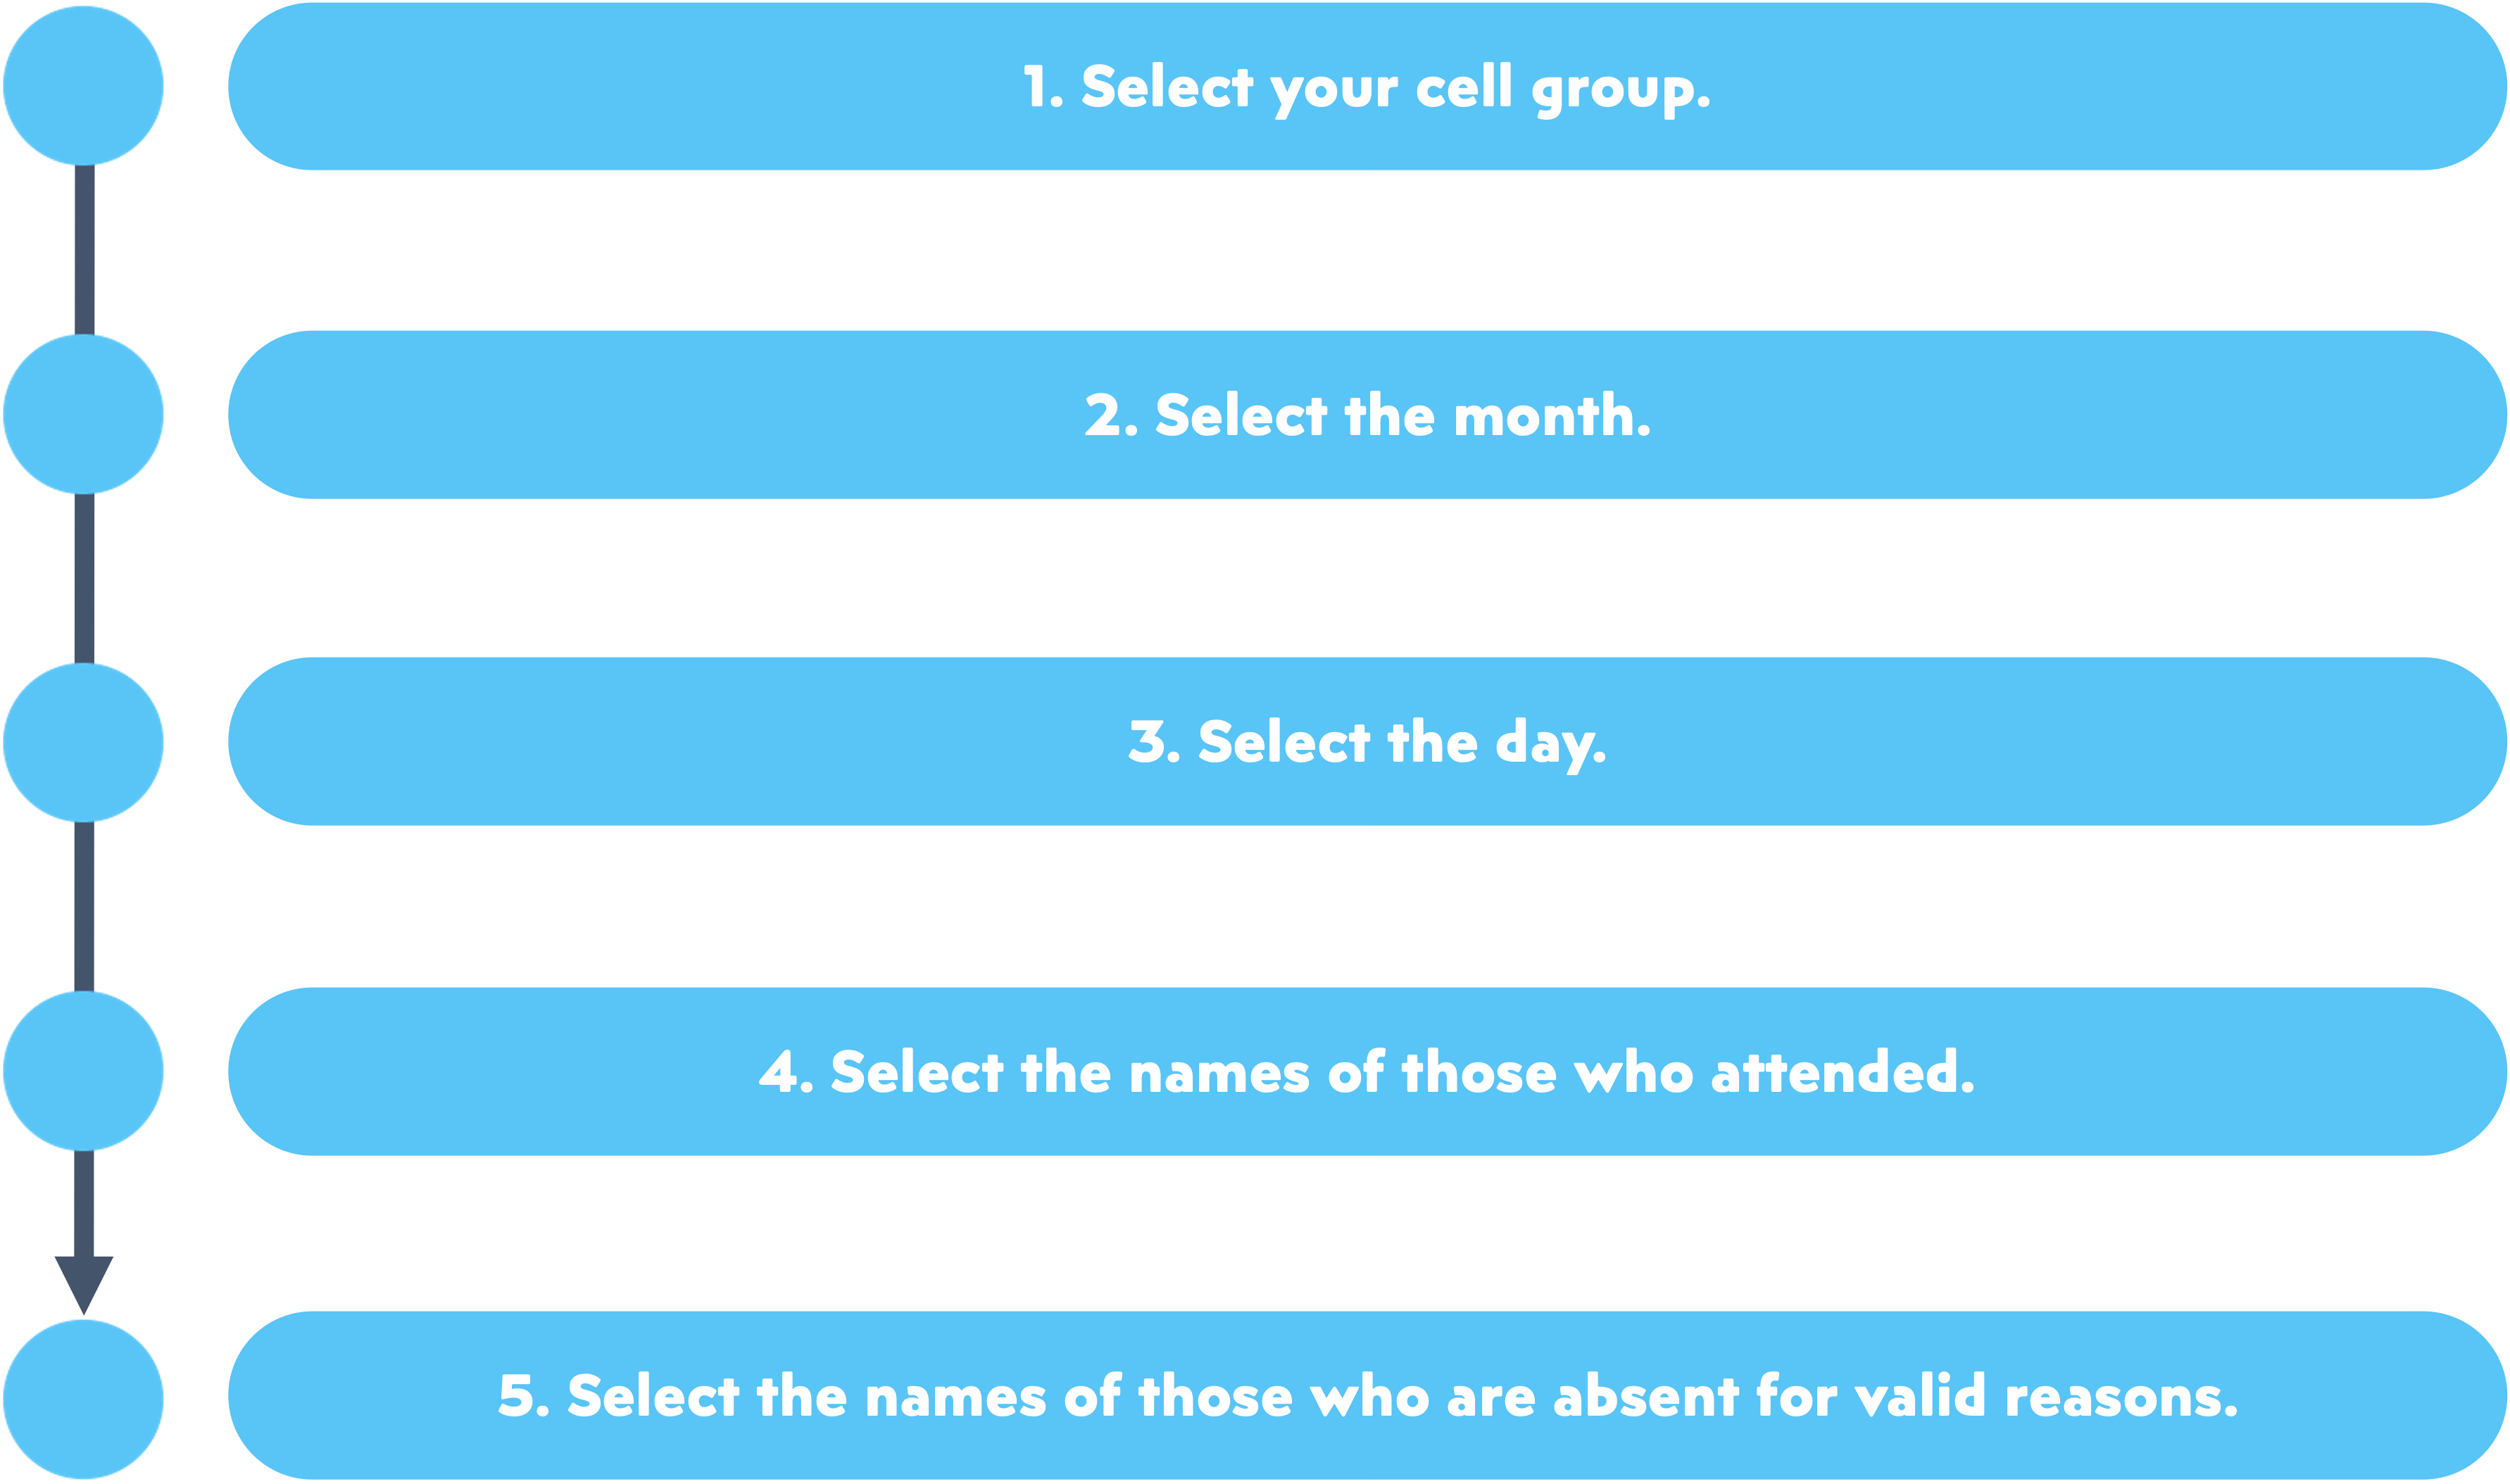 1. Select your cell group.
2. Select the month.
3. Select the day.
4. Select the names of those who attended.
5. Select the names of those who are absent for valid reasons.